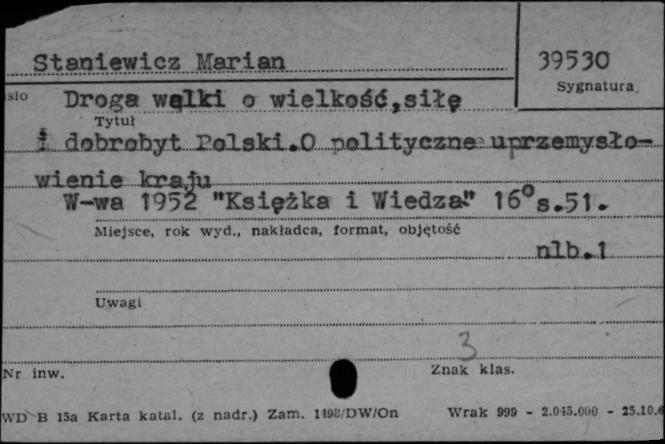 Staniewicz Marian
39530
Sygnatura
sło Droga wąlki o wielkość,siłę
Tytuł
i dobrobyt Polski.O polityczne uprzemysło-
wienie kraju
W-wa 1952 "Książka i Wiedza" 16° s.51.
Miejsce, rok wyd., nakładca, format, objętość
nlb.1
Uwagi
3
Nr inw.
Znak klas.
WD B 15a Karta katal. (z nadr.) Zam. 1498/DW/On Wrak 999 - 2.045.000 - 25.10.6